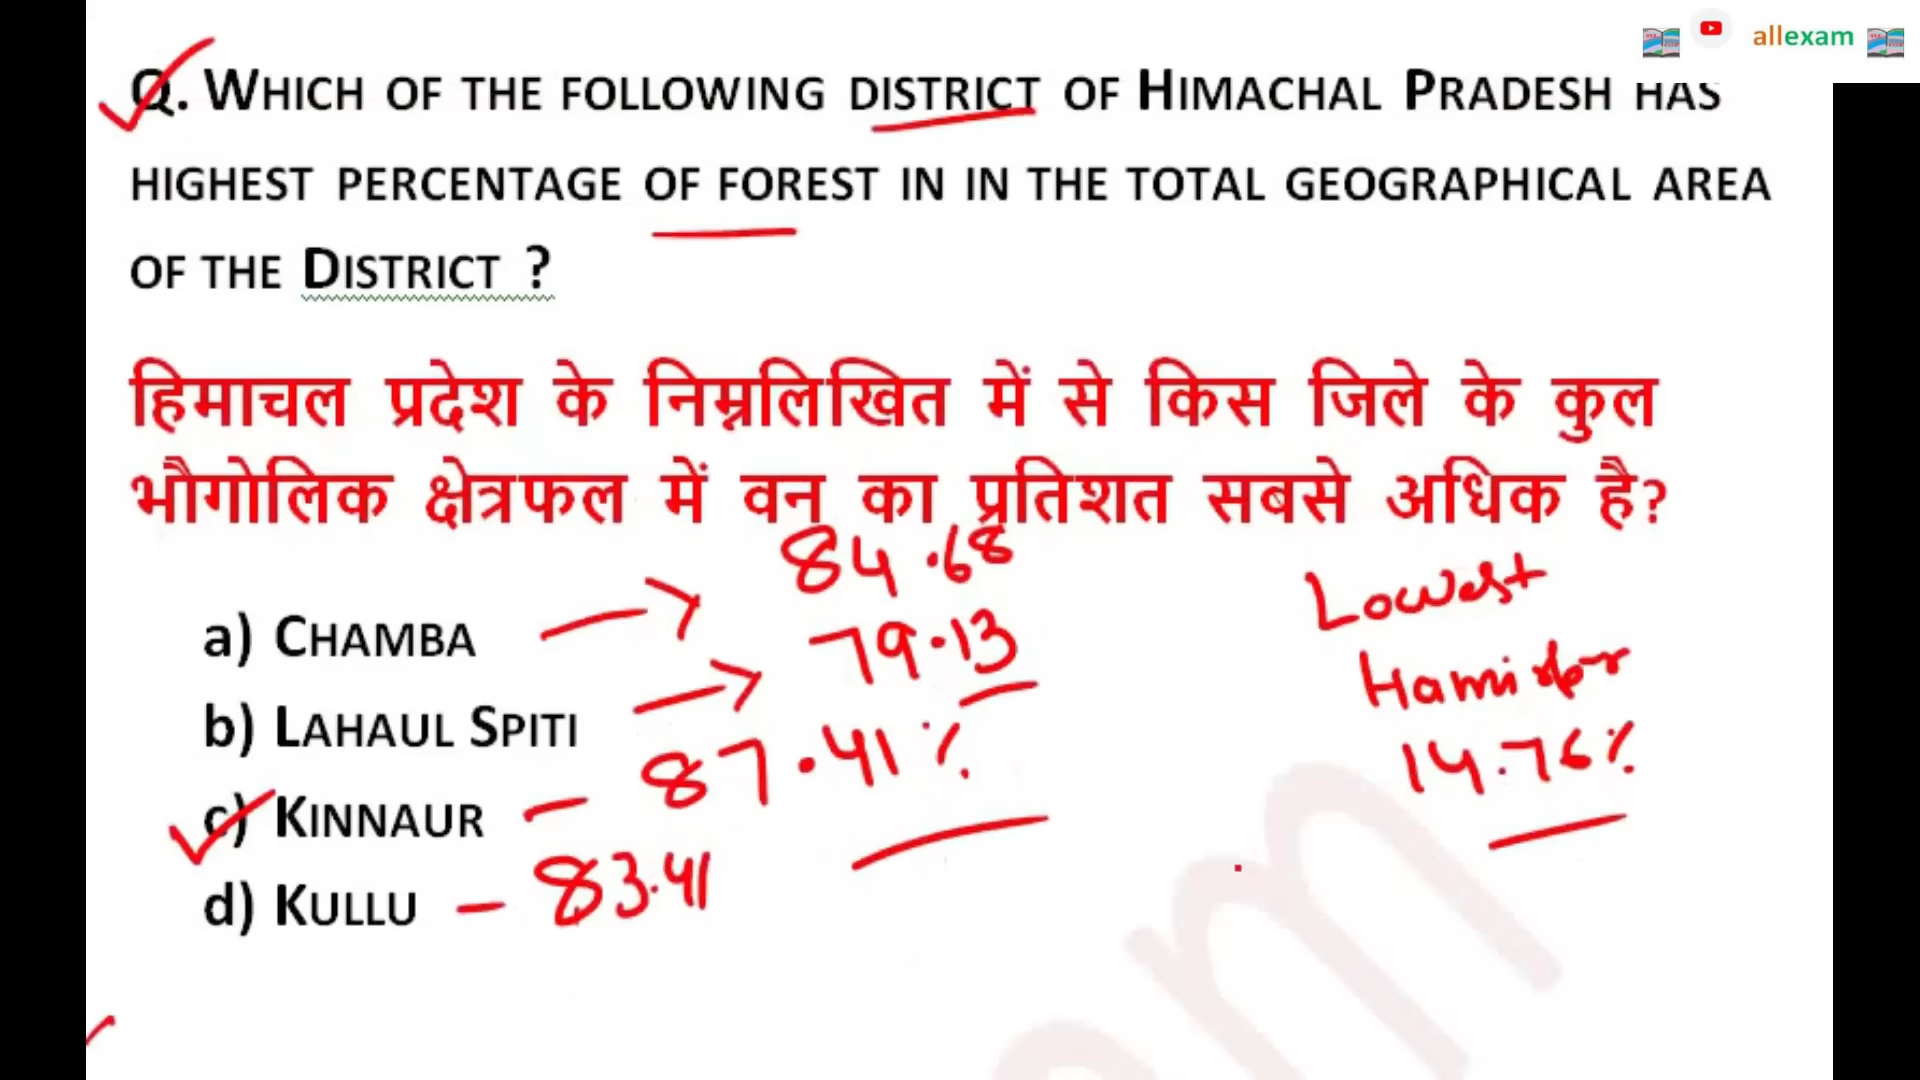 allexam
Q. WHICH OF THE FOLLOWING DISTRICT OF HIMACHAL PRADESH HAS
HIGHEST PERCENTAGE OF FOREST IN IN THE TOTAL GEOGRAPHICAL AREA
OF THE DISTRICT ?
हिमाचल प्रदेश के निम्नलिखित में से किस जिले के कुल
भौगोलिक क्षेत्रफल में वन का प्रतिशत सबसे अधिक है?
84.68
Lowest
a) CHAMBA
79.13
Hamirpur
b) LAHAUL SPITI
87.41%
14.76%
c) KINNAUR
d) KULLU - 83.41